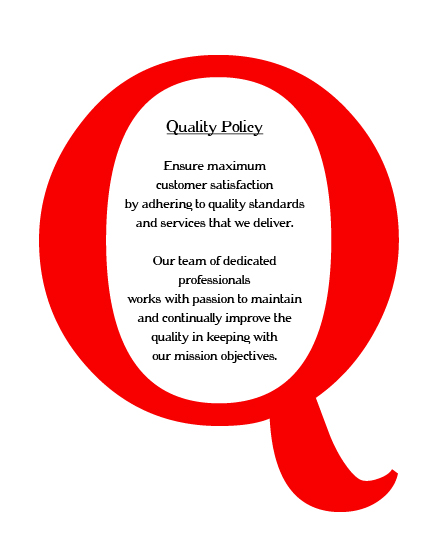 Quality Policy
Ensure maximum
customer satisfaction
by adhering to quality standards
and services that we deliver.
Our team of dedicated
professionals
works with passion to maintain
and continually improve the
quality in keeping with
our mission objectives.